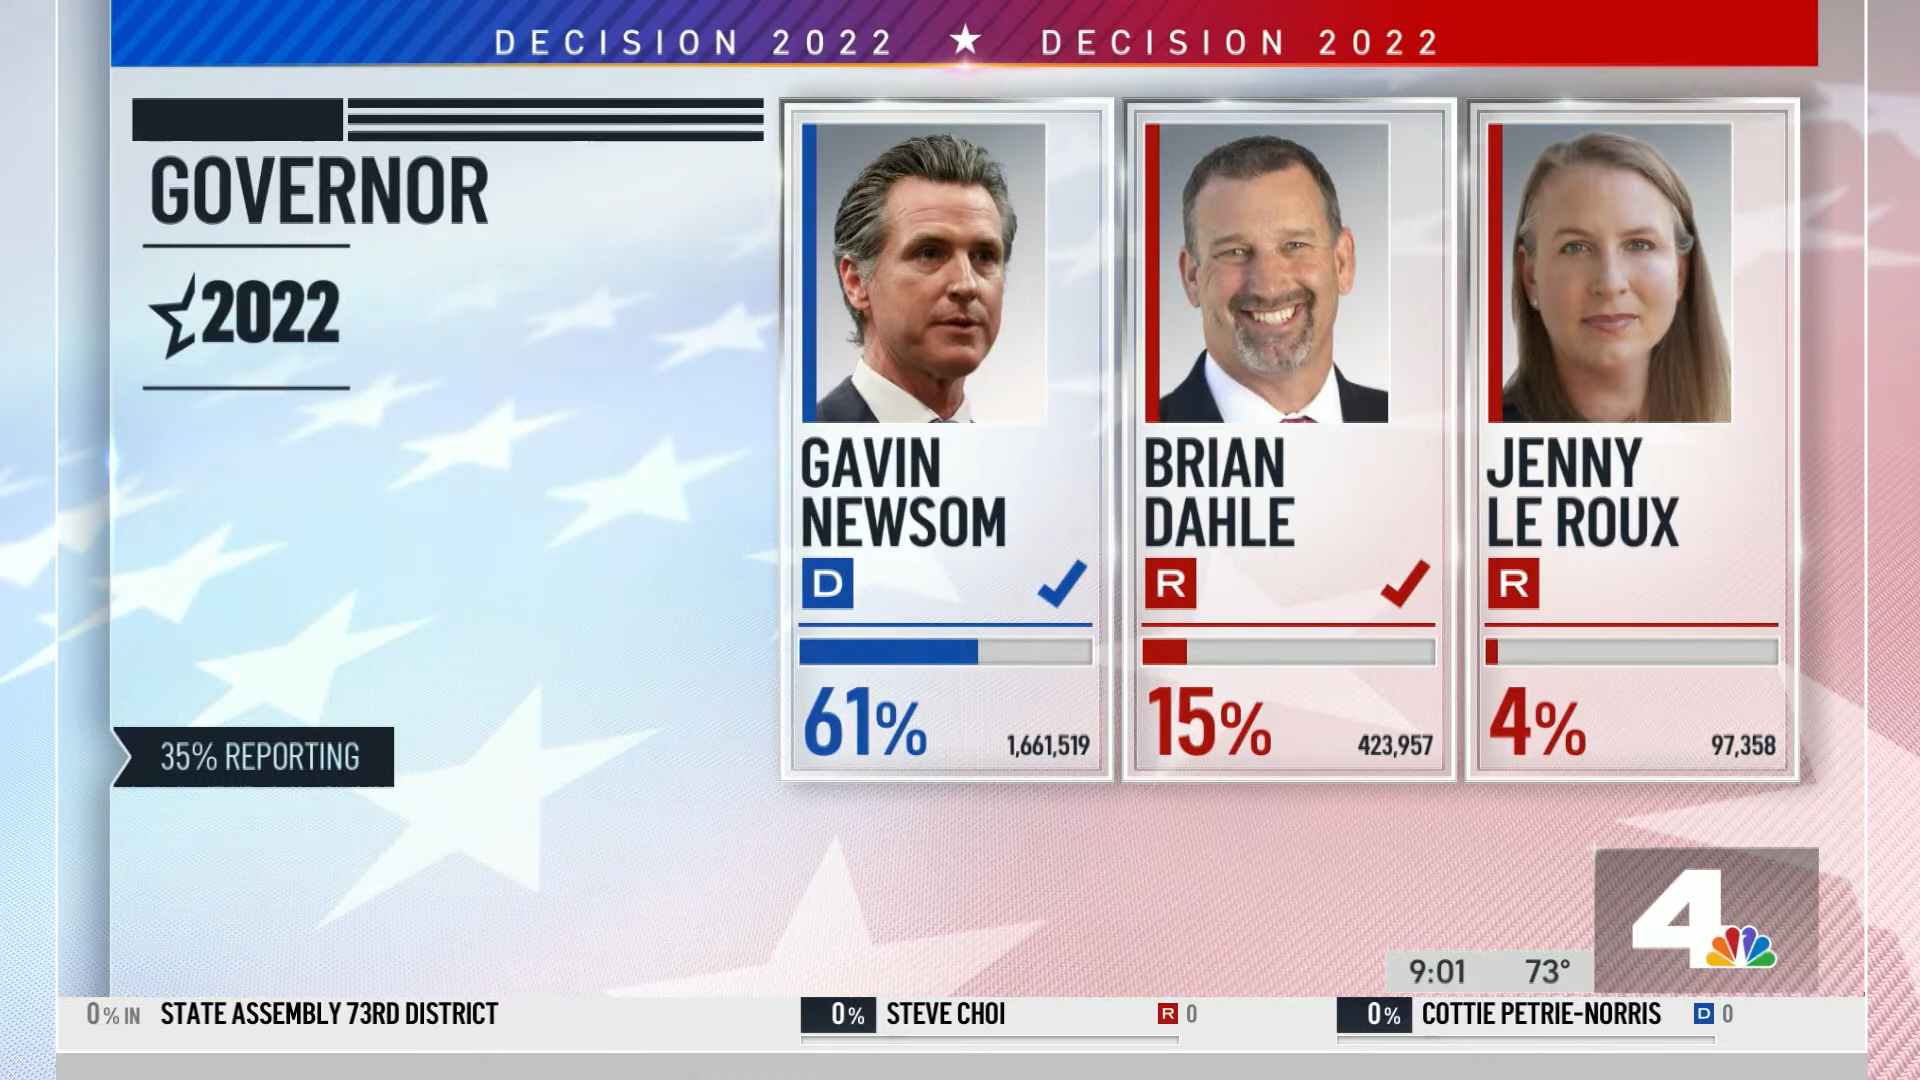 DECISION 2022 ★ DECISION 2022
GOVERNOR
2022
35% REPORTING
GAVIN
NEWSOM
D
61%
1,661,519
BRIAN
DAHLE
R
15%
423,957
JENNY
LE ROUX
R
4%
97,358
4
9:01 73°
0% IN STATE ASSEMBLY 73RD DISTRICT 0% STEVE CHOI R 0 0% COTTIE PETRIE-NORRIS D 0